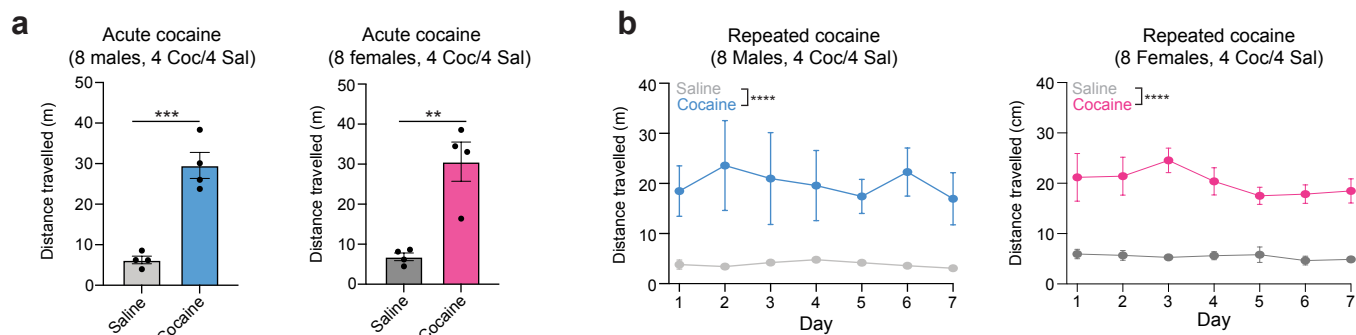 a
Acute cocaine
(8 males, 4 Coc/4 Sal)
Distance travelled (m)
50
40
30
20
10
0
***
Saline
Cocaine
Acute cocaine
(8 females, 4 Coc/4 Sal)
Distance travelled (m)
50
40
30
20
10
0
**
Saline
Cocaine
b
Repeated cocaine
(8 Males, 4 Coc/4 Sal)
Distance travelled (m)
40
30
20
10
0
Saline
Cocaine
****
1 2 3 4 5 6 7
Day
Repeated cocaine
(8 Females, 4 Coc/4 Sal)
Distance travelled (cm)
40
30
20
10
0
Saline
Cocaine
****
1 2 3 4 5 6 7
Day